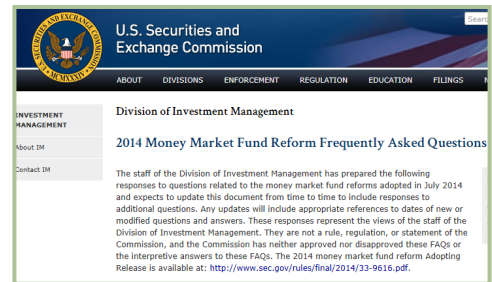 SECURITIES AND EXCHANGE COMMISSION
U.S.
MCMXXXIV
U.S. Securities and
Exchange Commission
Searc
ABOUT DIVISIONS ENFORCEMENT REGULATION EDUCATION FILINGS N
INVESTMENT
MANAGEMENT
About IM
Contact IM
Division of Investment Management
2014 Money Market Fund Reform Frequently Asked Questions
The staff of the Division of Investment Management has prepared the following
responses to questions related to the money market fund reforms adopted in July 2014
and expects to update this document from time to time to include responses to
additional questions. Any updates will include appropriate references to dates of new or
modified questions and answers. These responses represent the views of the staff of the
Division of Investment Management. They are not a rule, regulation, or statement of the
Commission, and the Commission has neither approved nor disapproved these FAQs or
the interpretive answers to these FAQs. The 2014 money market fund reform Adopting
Release is available at: http://www.sec.gov/rules/final/2014/33-9616.pdf.